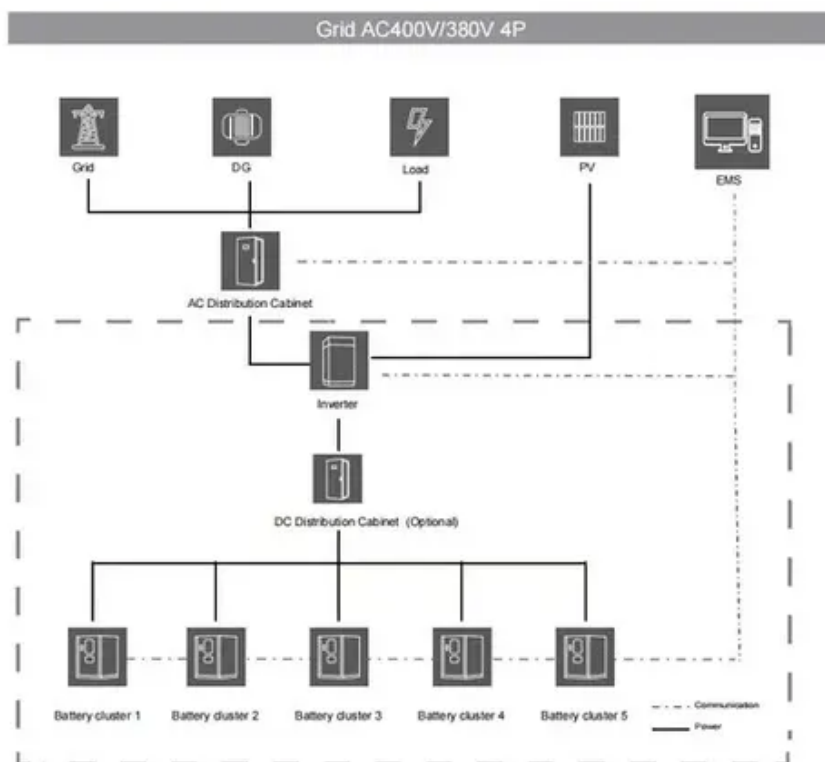 Grid AC400V/380V 4P
Grid
DG
Load
PV
EMS
AC Distribution Cabinet
Inverter
DC Distribution Cabinet (Optional)
Battery cluster 1
Battery cluster 2
Battery cluster 3
Battery cluster 4
Battery cluster 5
Communication
Power